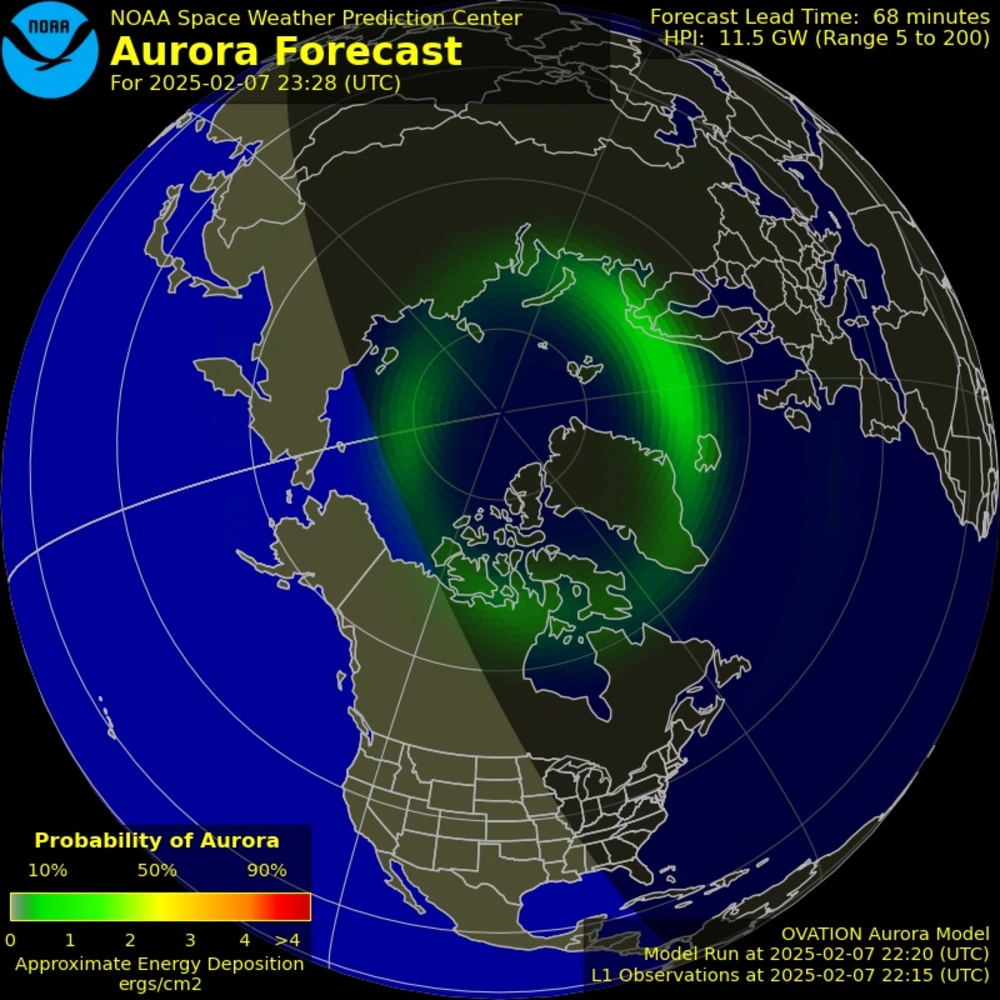 NOAA
NOAA Space Weather Prediction Center
Aurora Forecast
For 2025-02-07 23:28 (UTC)
Forecast Lead Time: 68 minutes
HPI: 11.5 GW (Range 5 to 200)
Probability of Aurora
10% 50% 90%
0 1 2 3 4 >4
Approximate Energy Deposition
ergs/cm2
OVATION Aurora Model
Model Run at 2025-02-07 22:20 (UTC)
L1 Observations at 2025-02-07 22:15 (UTC)